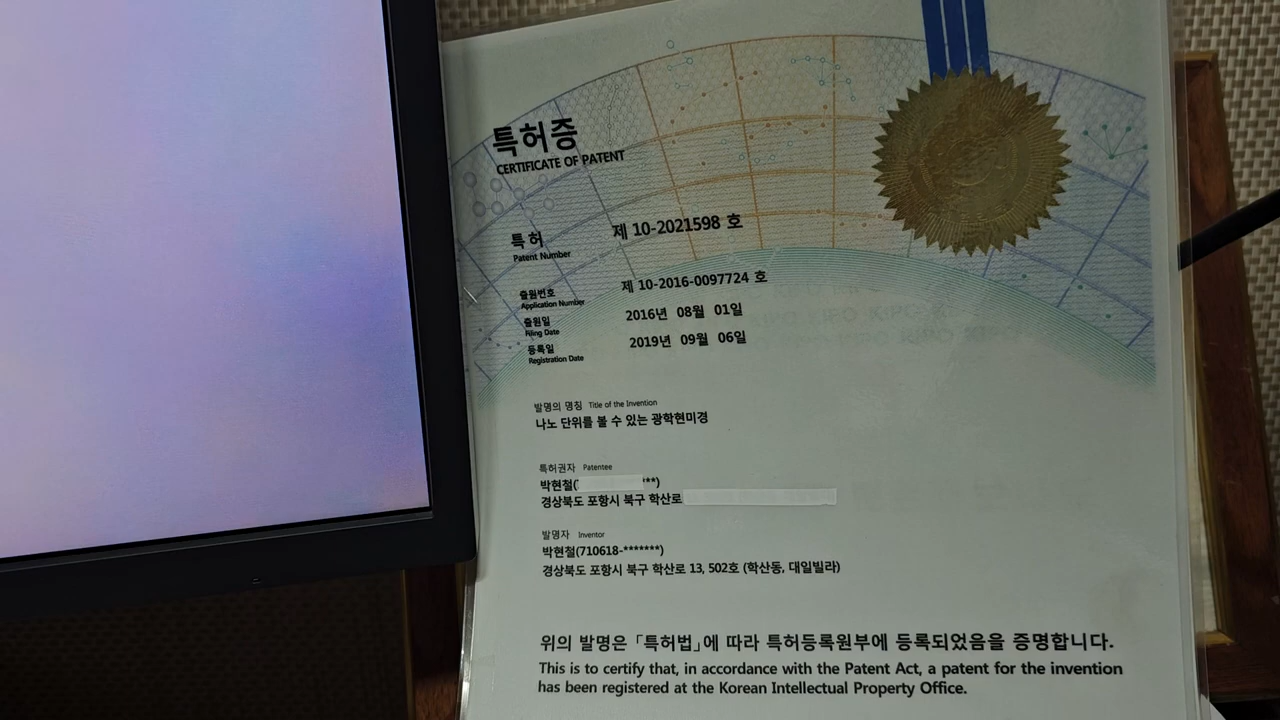 특허증
CERTIFICATE OF PATENT
특허 제 10-2021598 호
Patent Number
출원번호 제 10-2016-0097724 호
Application Number
출원일 2016년 08월 01일
Filing Date
등록일 2019년 09월 06일
Registration Date
발명의 명칭 Title of the Invention
나노 단위를 볼 수 있는 광학현미경
특허권자 Patentee
박현철( **)
경상북도 포항시 북구 학산로
발명자 Inventor
박현철(710618-*******)
경상북도 포항시 북구 학산로 13, 502호 (학산동, 대일빌라)
위의 발명은 「특허법」에 따라 특허등록원부에 등록되었음을 증명합니다.
This is to certify that, in accordance with the Patent Act, a patent for the invention
has been registered at the Korean Intellectual Property Office.